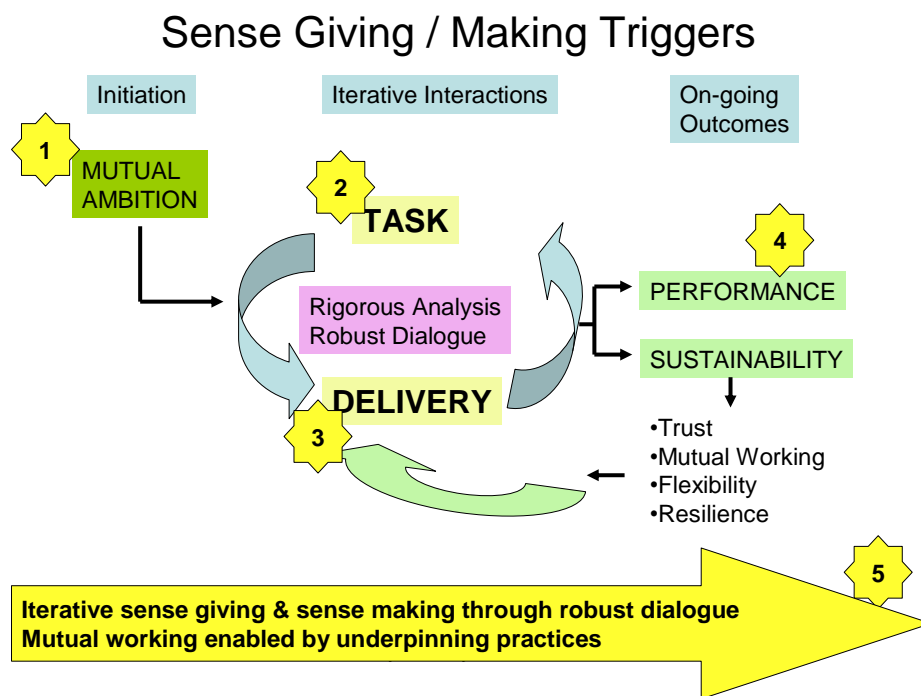 Sense Giving / Making Triggers
Initiation
Iterative Interactions
On-going
Outcomes
1
MUTUAL
AMBITION
2
TASK
4
PERFORMANCE
Rigorous Analysis
Robust Dialogue
SUSTAINABILITY
DELIVERY
3
•Trust
•Mutual Working
•Flexibility
•Resilience
5
Iterative sense giving & sense making through robust dialogue
Mutual working enabled by underpinning practices